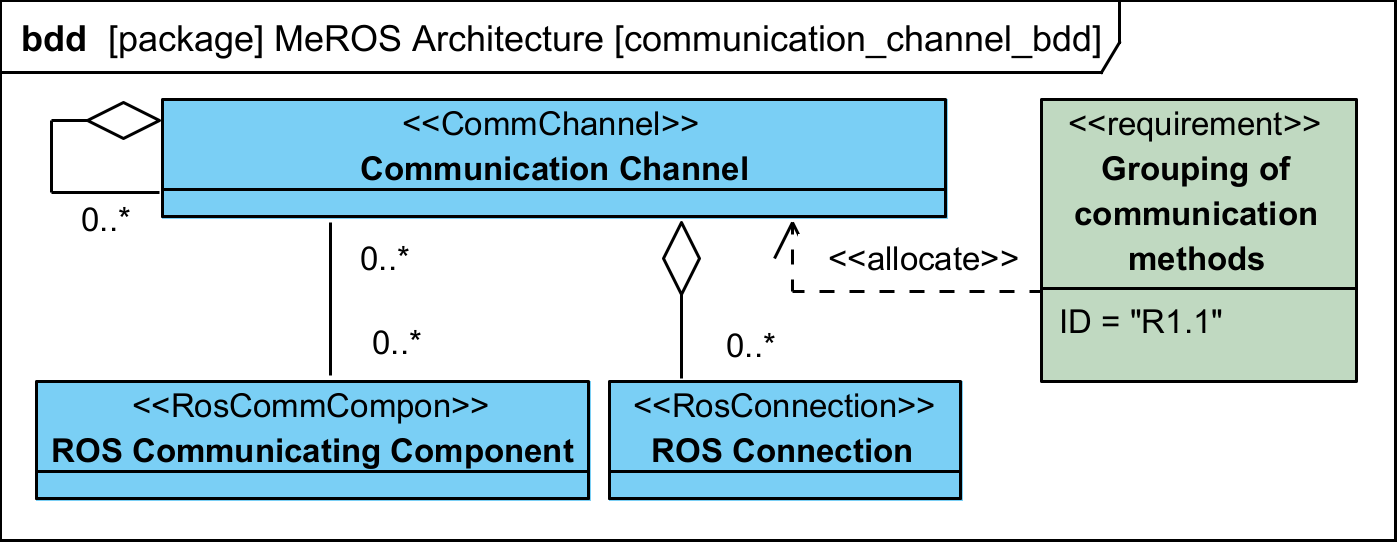 bdd [package] MeROS Architecture [communication_channel_bdd]
<<CommChannel>>
Communication Channel
0..*
0..*
0..*
0..*
<<allocate>>
<<requirement>>
Grouping of
communication
methods
ID = "R1.1"
<<RosCommCompon>>
ROS Communicating Component
<<RosConnection>>
ROS Connection